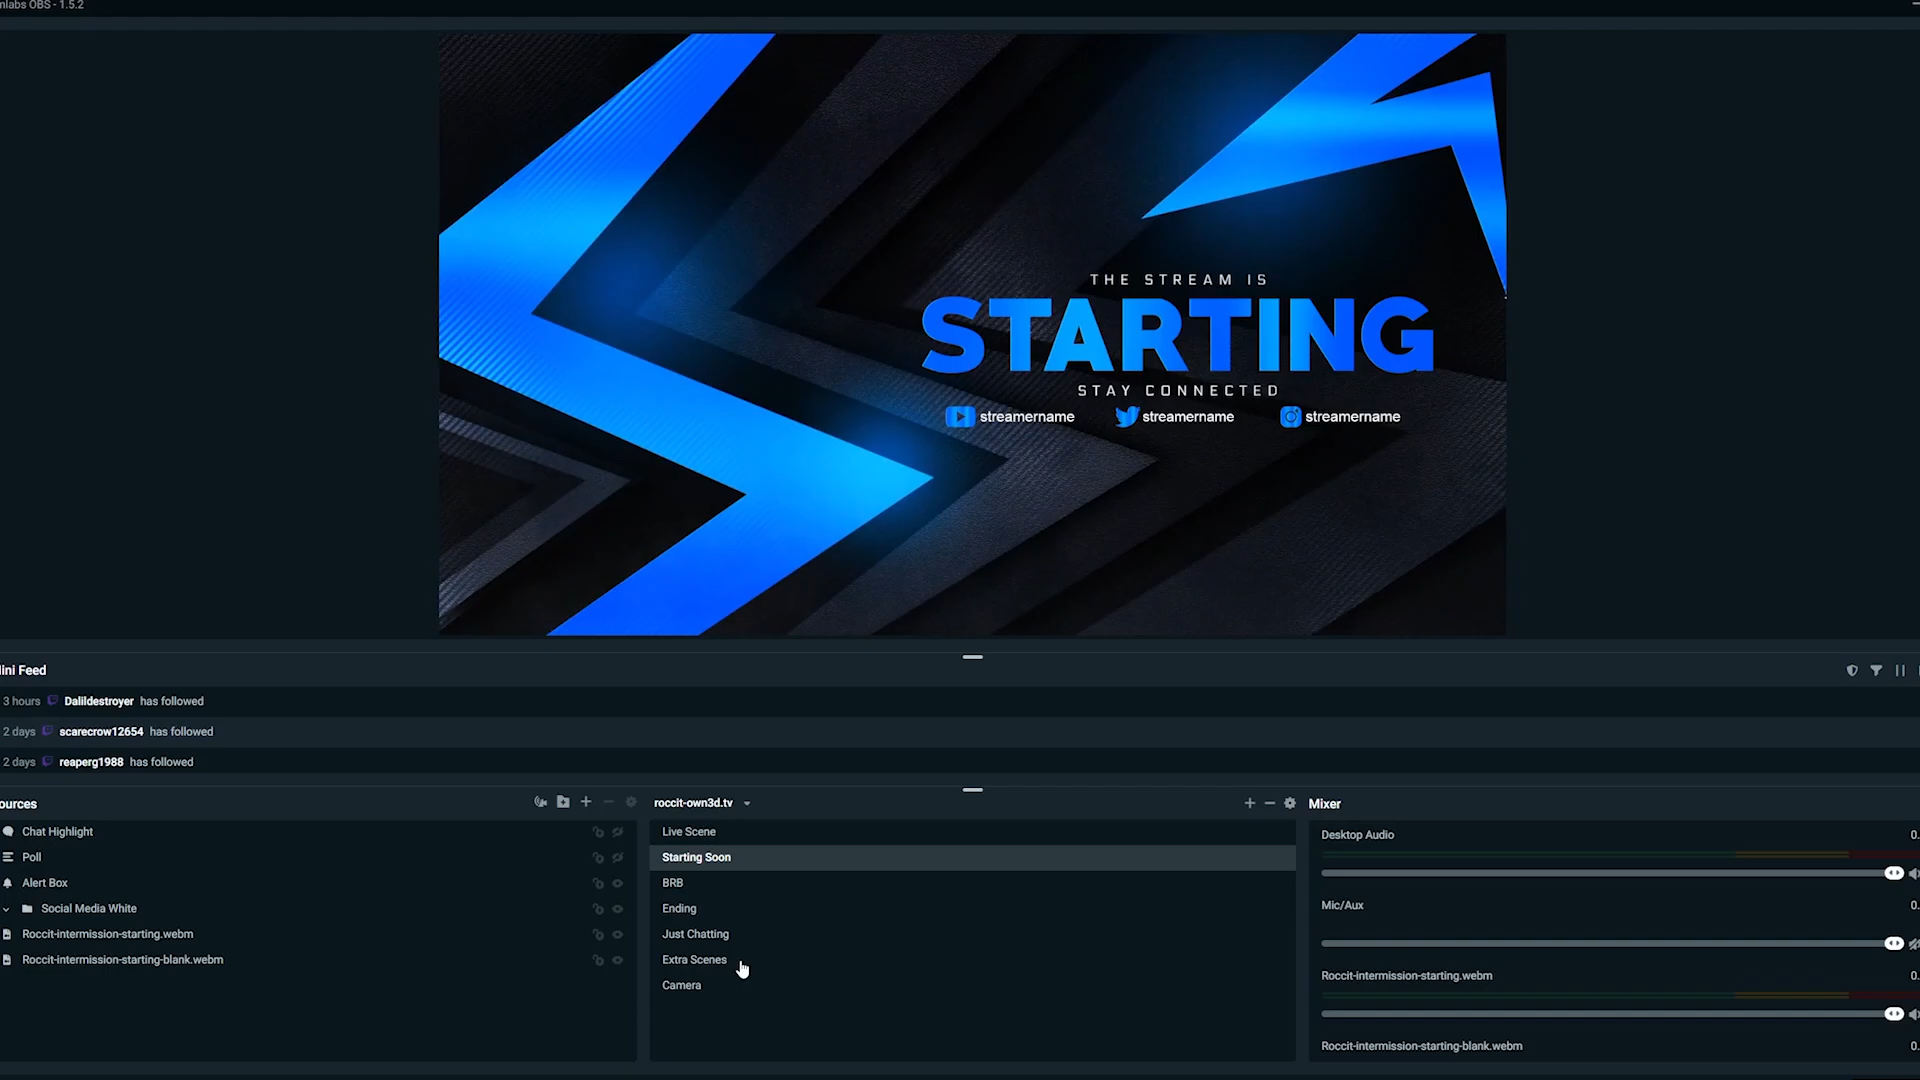 nlabs OBS - 1.5.2
THE STREAM IS
STARTING
STAY CONNECTED
streamername streamername streamername
ini Feed
3 hours Dalildestroyer has followed
2 days scarecrow12654 has followed
2 days reaperg1988 has followed
ources
Chat Highlight
Poll
Alert Box
Social Media White
Roccit-intermission-starting.webm
Roccit-intermission-starting-blank.webm
roccit-own3d.tv
Live Scene
Starting Soon
BRB
Ending
Just Chatting
Extra Scenes
Camera
Mixer
Desktop Audio 0.
Mic/Aux 0.
Roccit-intermission-starting.webm 0.
Roccit-intermission-starting-blank.webm 0.